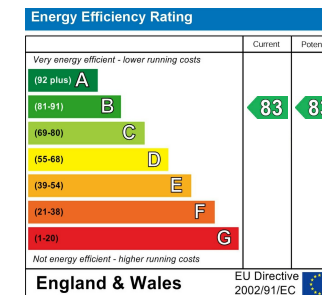 Energy Efficiency Rating
Current
Very energy efficient - lower running costs
(92 plus) A
(81-91) B
83
(69-80) C
(55-68) D
(39-54) E
(21-38) F
(1-20) G
Not energy efficient - higher running costs
England & Wales
EU Directive
2002/91/EC